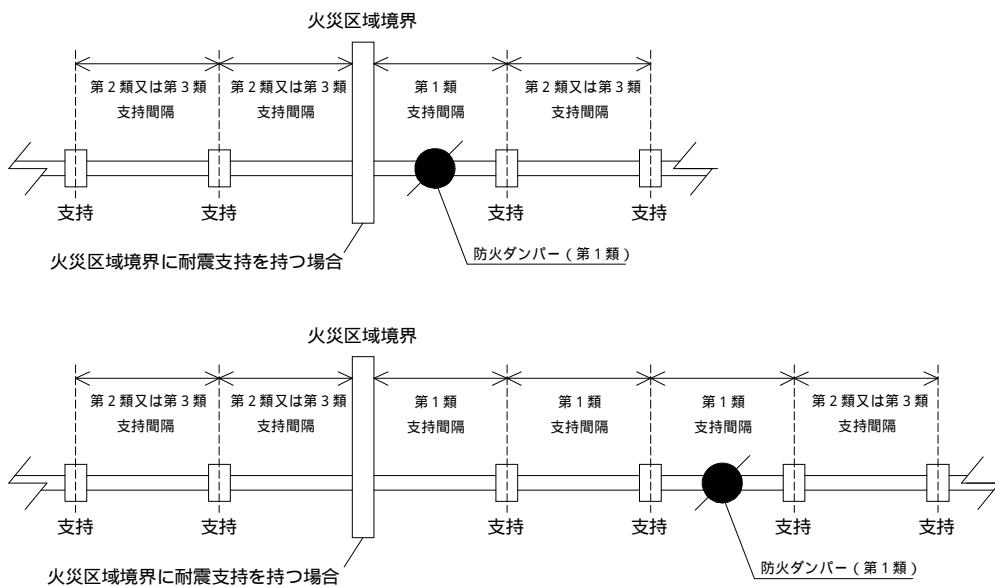 火災区域境界
第２類又は第３類
支持間隔
第２類又は第３類
支持間隔
第１類
支持間隔
第２類又は第３類
支持間隔
支持
支持
支持
支持
火災区域境界に耐震支持を持つ場合
防火ダンパー（第１類）
火災区域境界
第２類又は第３類
支持間隔
第２類又は第３類
支持間隔
第１類
支持間隔
第１類
支持間隔
第１類
支持間隔
第２類又は第３類
支持間隔
支持
支持
支持
支持
支持
支持
火災区域境界に耐震支持を持つ場合
防火ダンパー（第１類）